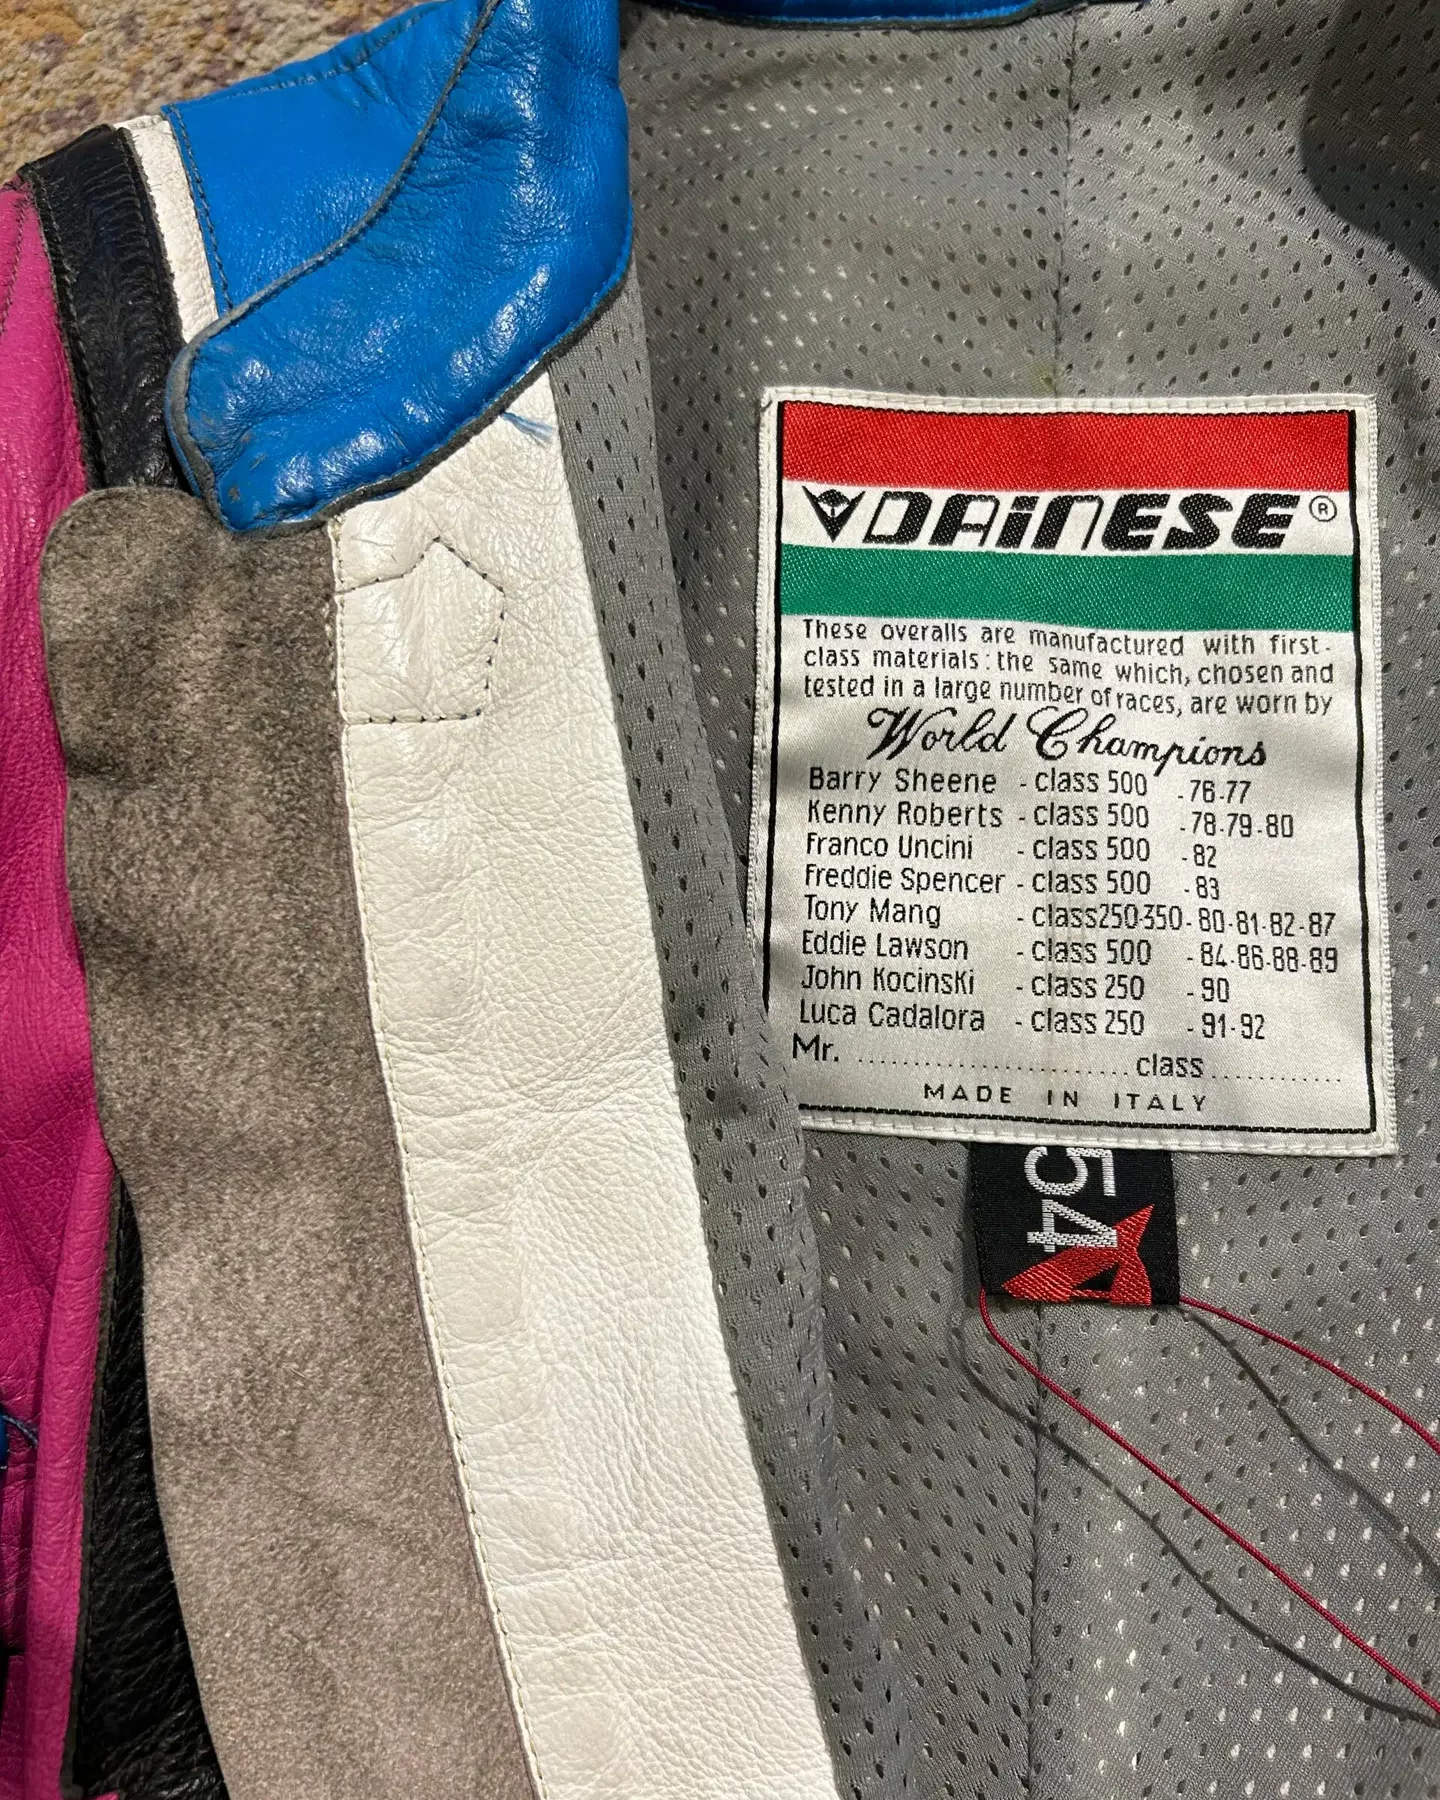 DAINESE ®
These overalls are manufactured with first-
class materials: the same which, chosen and
tested in a large number of races, are worn by
World Champions
Barry Sheene - class 500 - 76-77
Kenny Roberts - class 500 - 78-79-80
Franco Uncini - class 500 - 82
Freddie Spencer - class 500 - 83
Tony Mang - class 250-350 - 80-81-82-87
Eddie Lawson - class 500 - 84-86-88-89
John Kocinski - class 250 - 90
Luca Cadalora - class 250 - 91-92
Mr. ........................ class ............
MADE IN ITALY
54